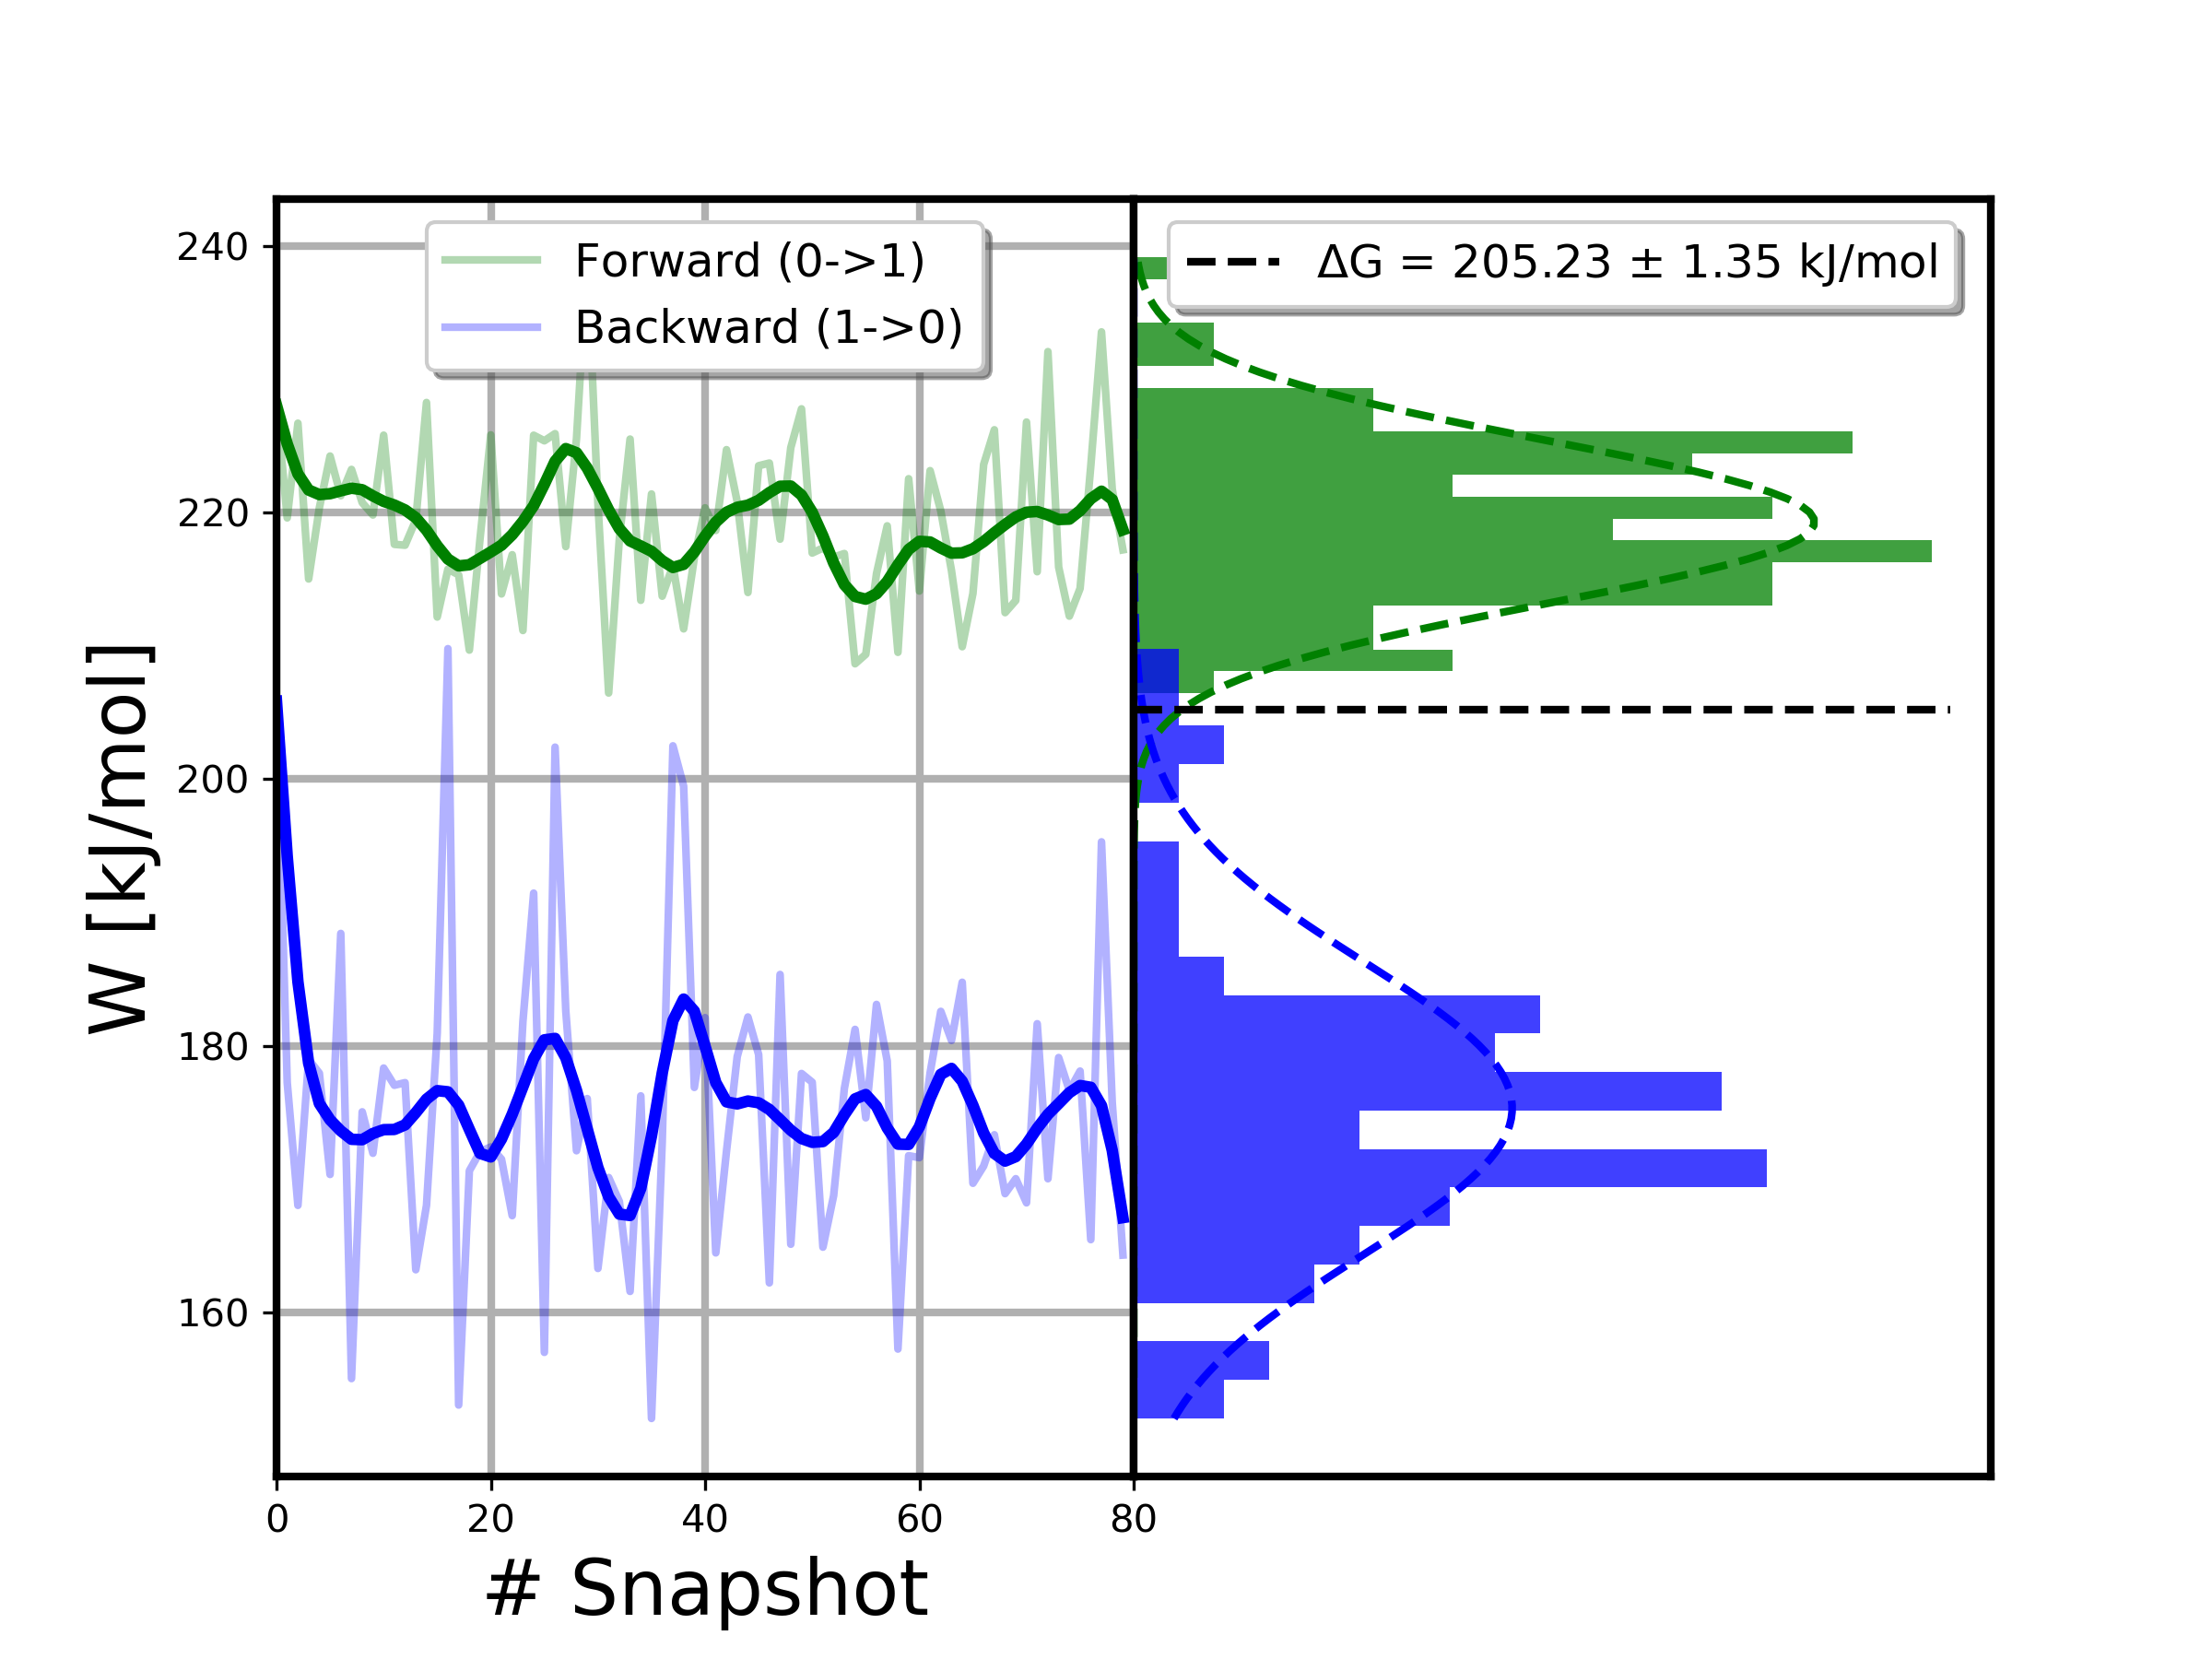 240
220
200
180
160
W [kJ/mol]
Forward (0->1)
Backward (1->0)
ΔG = 205.23 ± 1.35 kJ/mol
0 20 40 60 80
# Snapshot